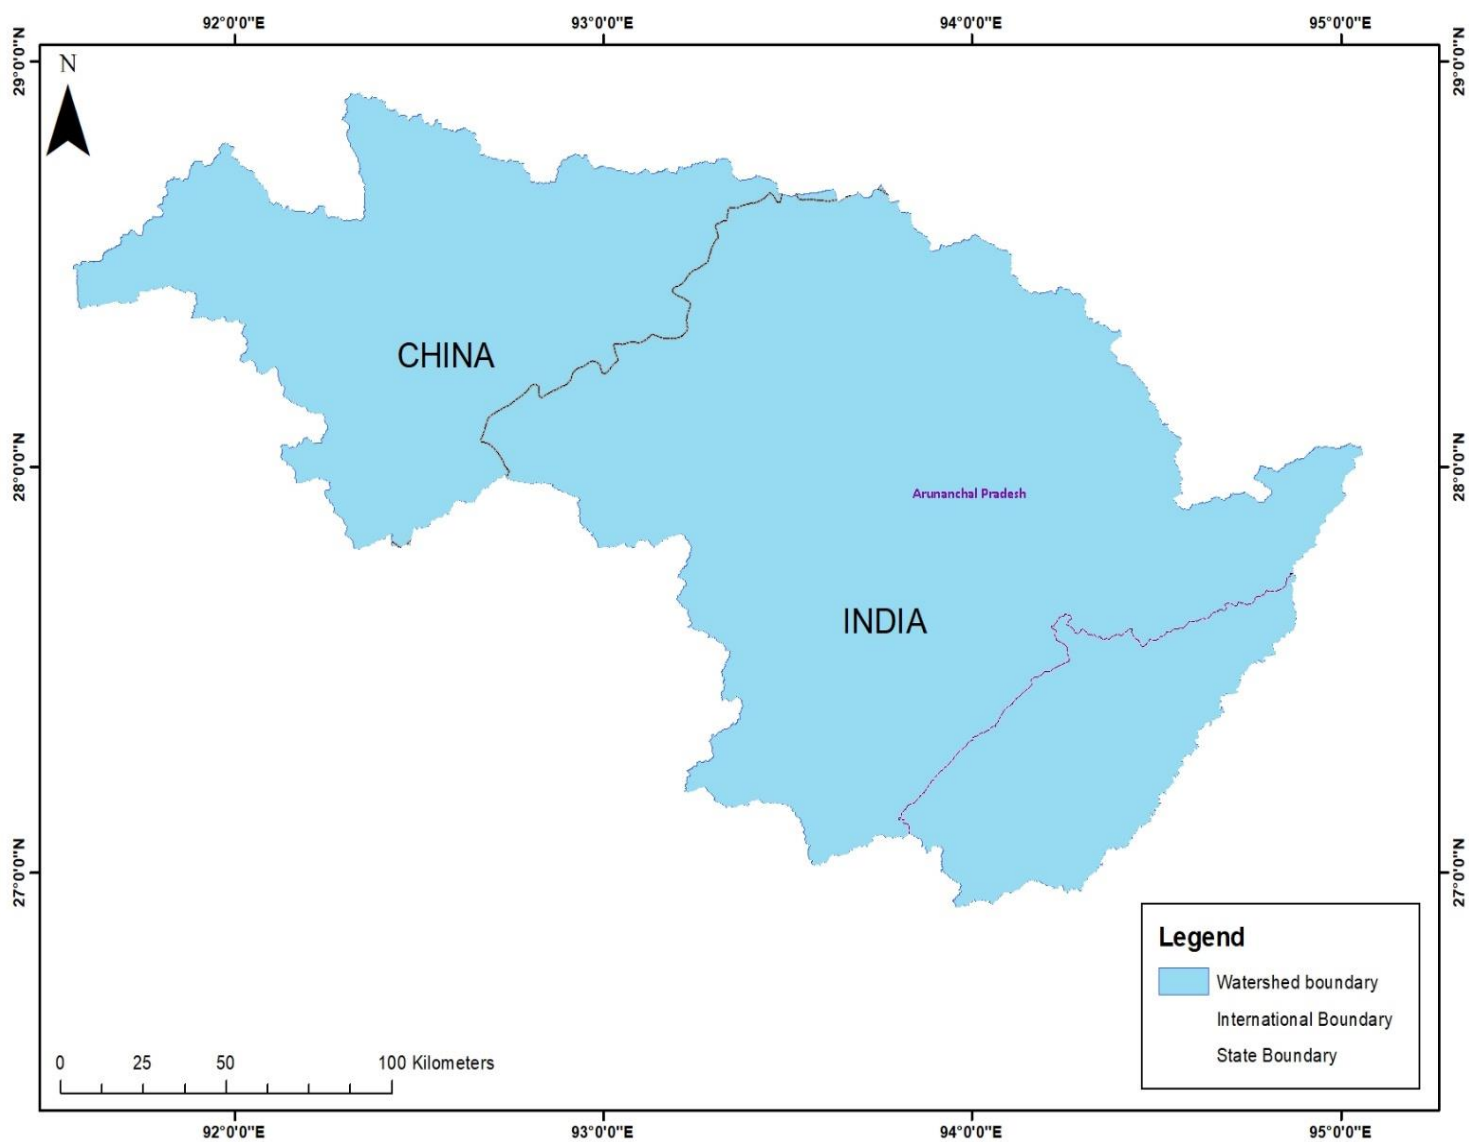 92°0'0"E 93°0'0"E 94°0'0"E 95°0'0"E
29°0'0"N 29°0'0"N
N
CHINA
28°0'0"N 28°0'0"N
Arunanchal Pradesh
INDIA
27°0'0"N 27°0'0"N
Legend
Watershed boundary
International Boundary
State Boundary
0 25 50 100 Kilometers
92°0'0"E 93°0'0"E 94°0'0"E 95°0'0"E